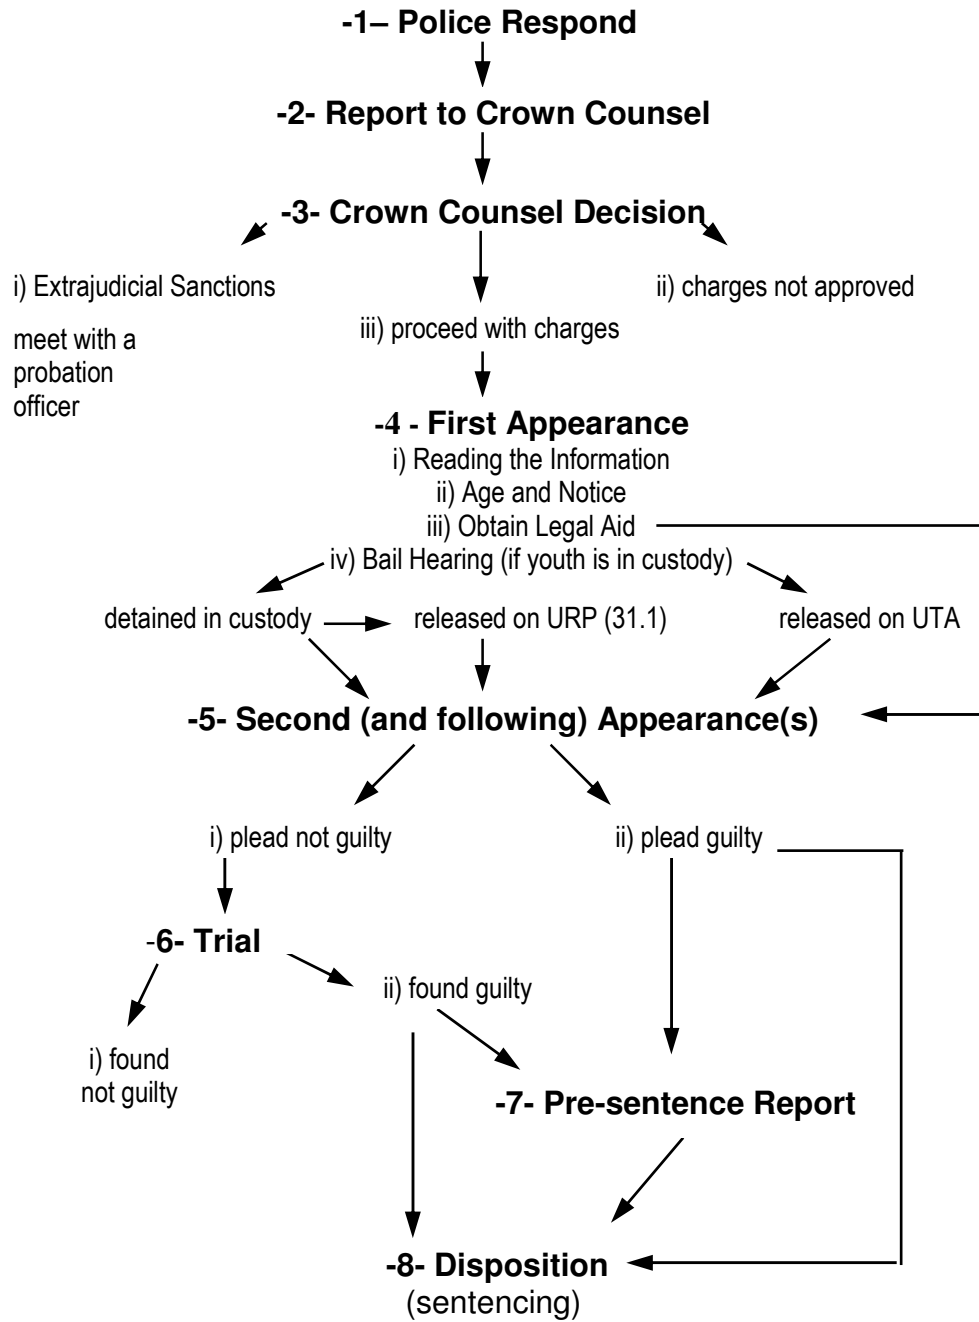 -1– Police Respond
-2- Report to Crown Counsel
-3- Crown Counsel Decision
i) Extrajudicial Sanctions
ii) charges not approved
meet with a
probation
officer
iii) proceed with charges
-4 - First Appearance
i) Reading the Information
ii) Age and Notice
iii) Obtain Legal Aid
iv) Bail Hearing (if youth is in custody)
detained in custody
released on URP (31.1)
released on UTA
-5- Second (and following) Appearance(s)
i) plead not guilty
ii) plead guilty
-6- Trial
ii) found guilty
i) found
not guilty
-7- Pre-sentence Report
-8- Disposition
(sentencing)